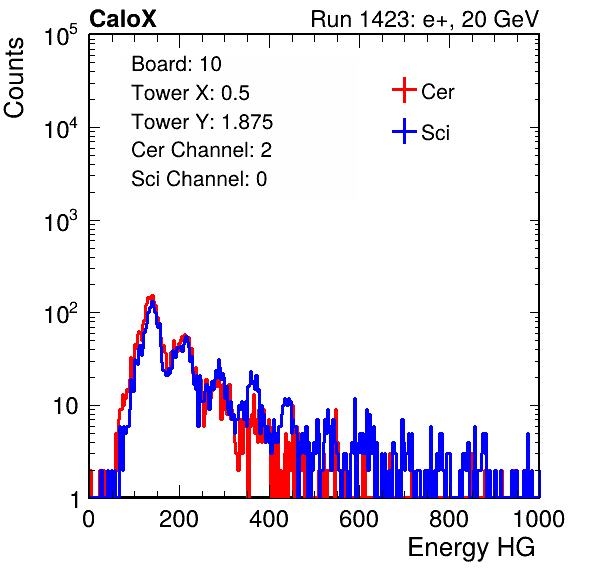 CaloX Run 1423: e+, 20 GeV
Counts
Board: 10
Tower X: 0.5
Tower Y: 1.875
Cer Channel: 2
Sci Channel: 0
Cer
Sci
10^5
10^4
10^3
10^2
10
1
0 200 400 600 800 1000
Energy HG